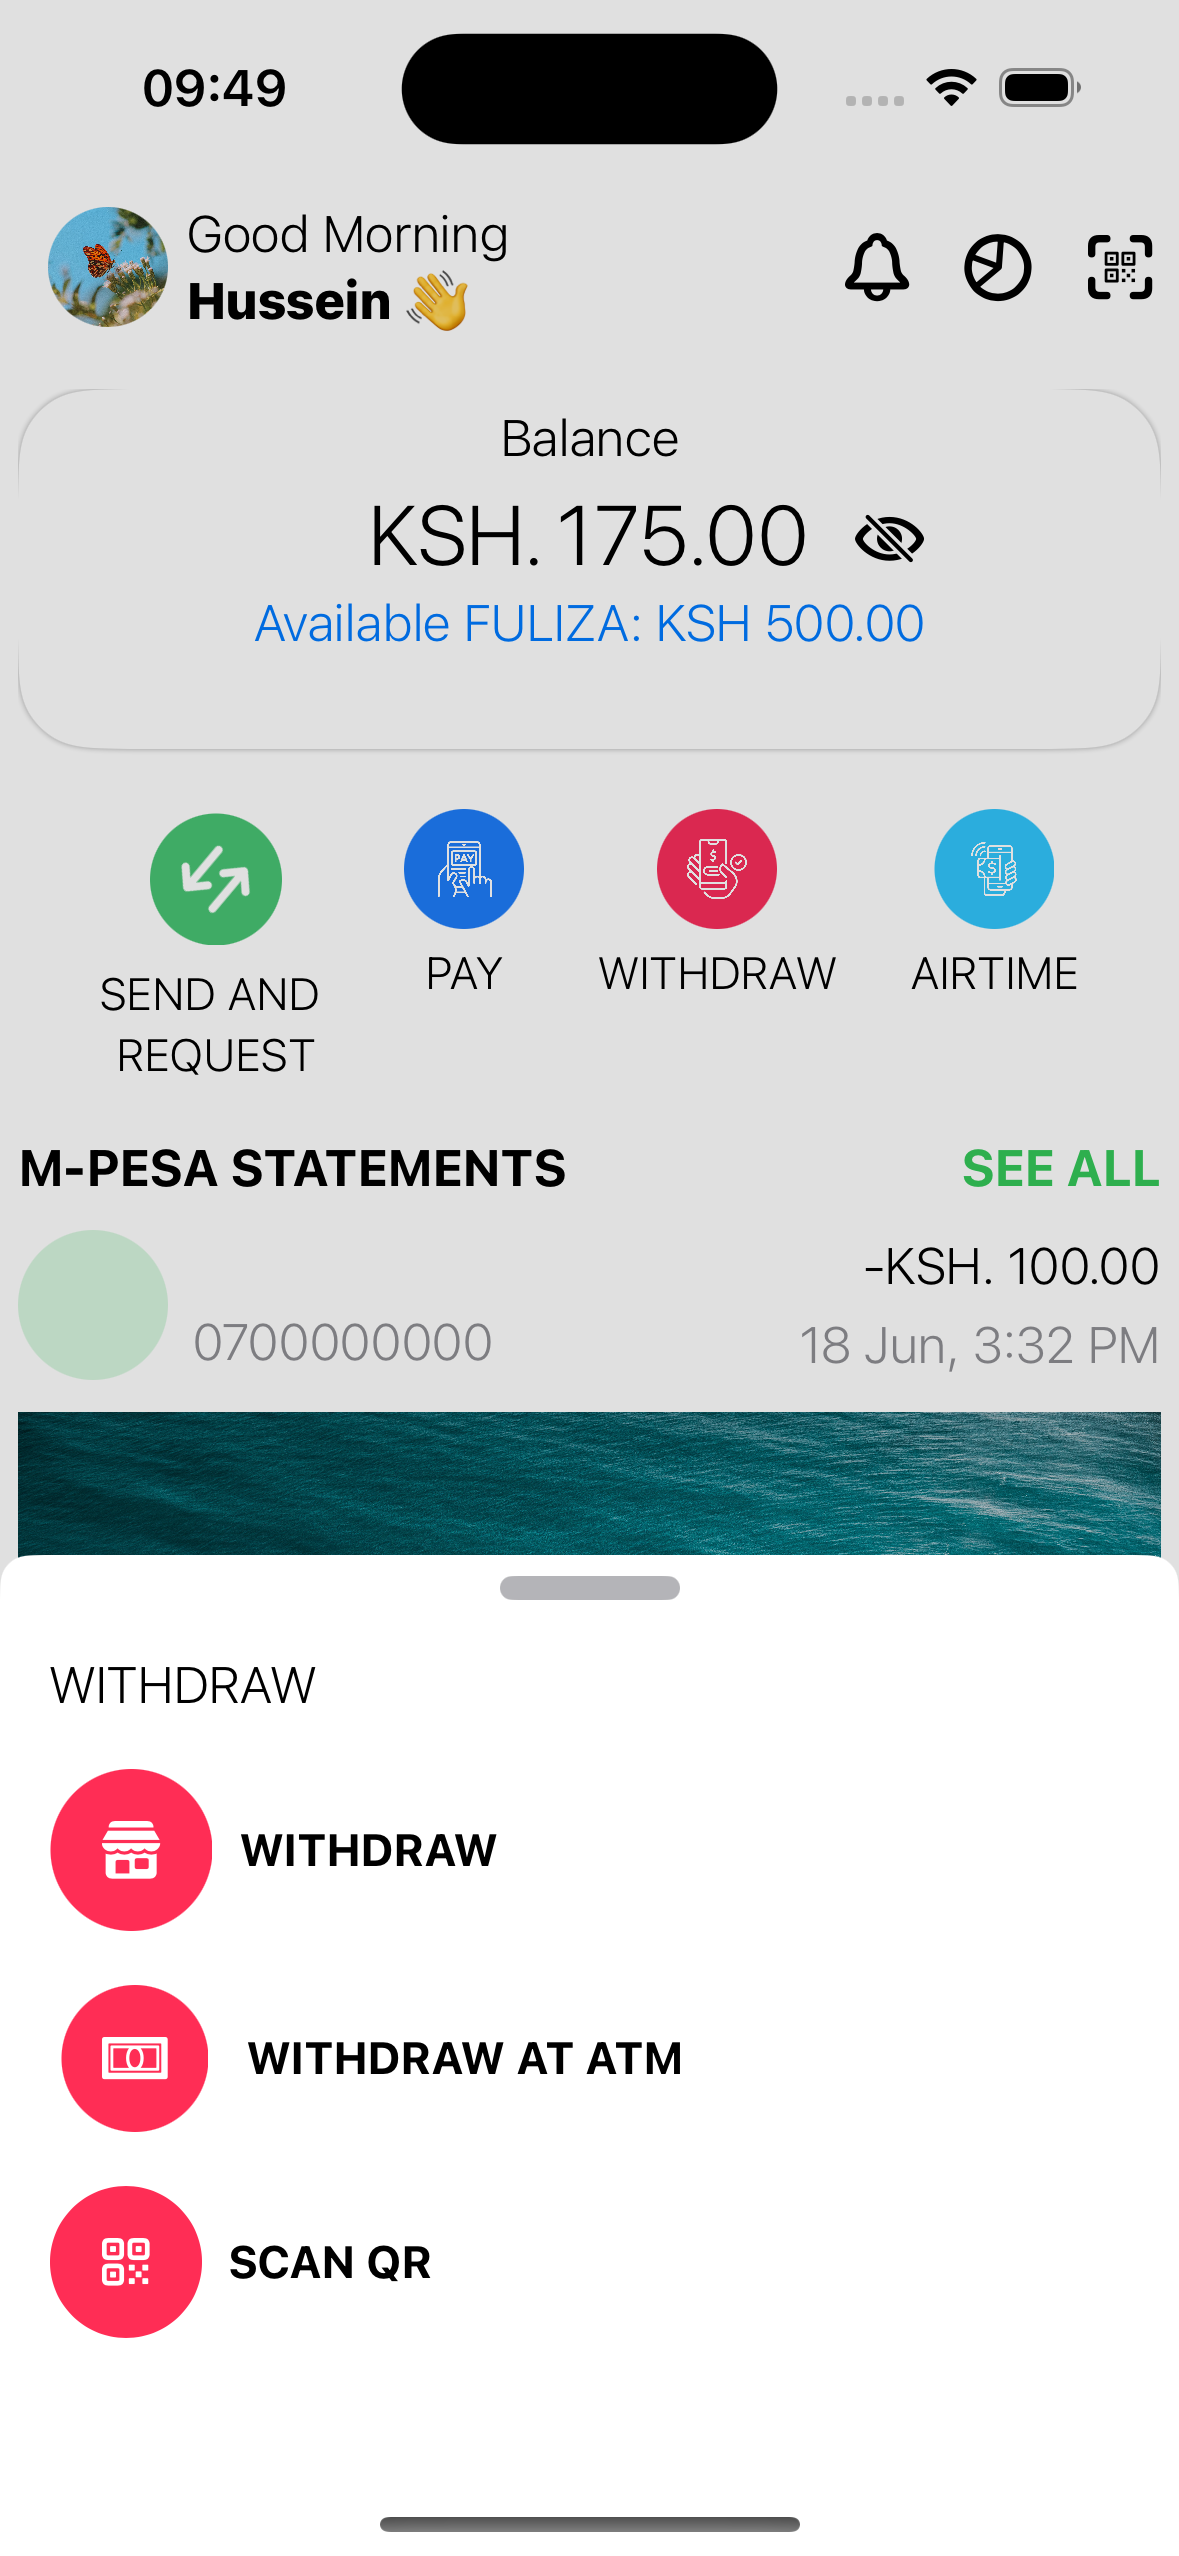 09:49
Good Morning
Hussein 👋
Balance
KSH. 175.00
Available FULIZA: KSH 500.00
PAY
SEND AND
REQUEST
PAY
WITHDRAW
AIRTIME
M-PESA STATEMENTS
SEE ALL
-KSH. 100.00
0700000000
18 Jun, 3:32 PM
WITHDRAW
WITHDRAW
WITHDRAW AT ATM
SCAN QR